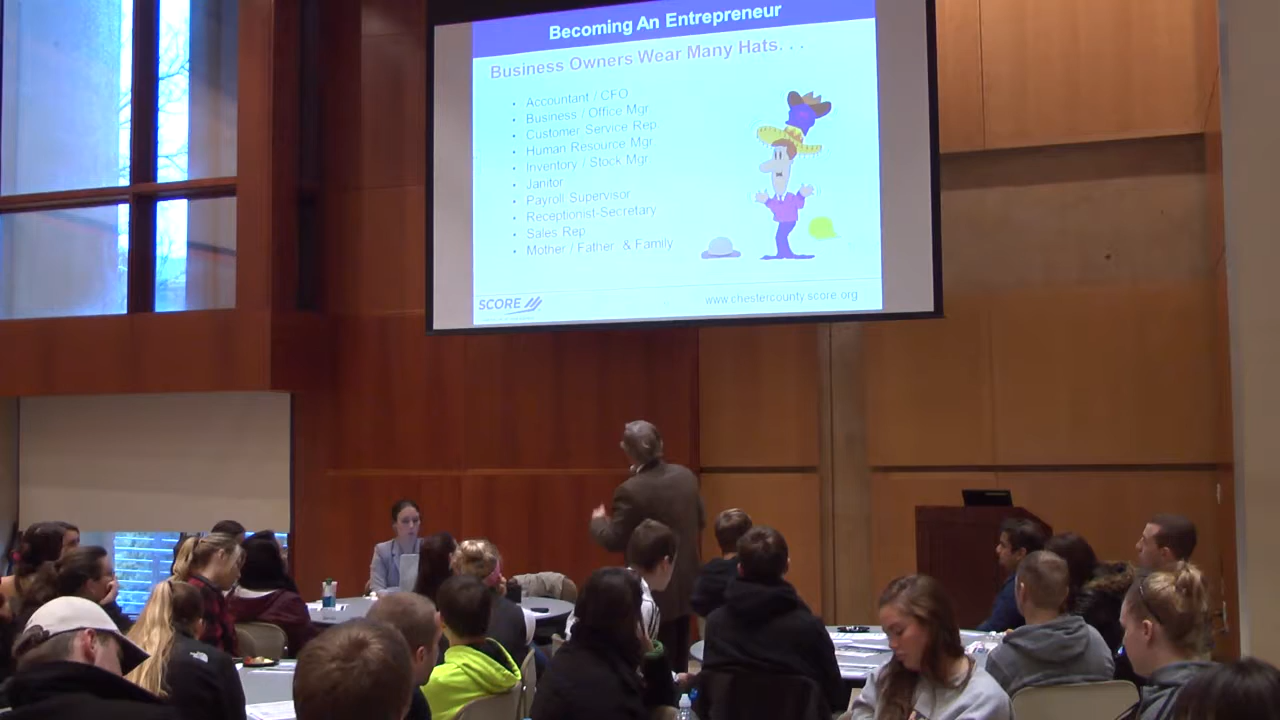 Becoming An Entrepreneur
Business Owners Wear Many Hats. . .
• Accountant / CFO
• Business / Office Mgr
• Customer Service Rep
• Human Resource Mgr.
• Inventory / Stock Mgr
• Janitor
• Payroll Supervisor
• Receptionist-Secretary
• Sales Rep
• Mother / Father & Family
SCORE
www.chestercounty.score.org